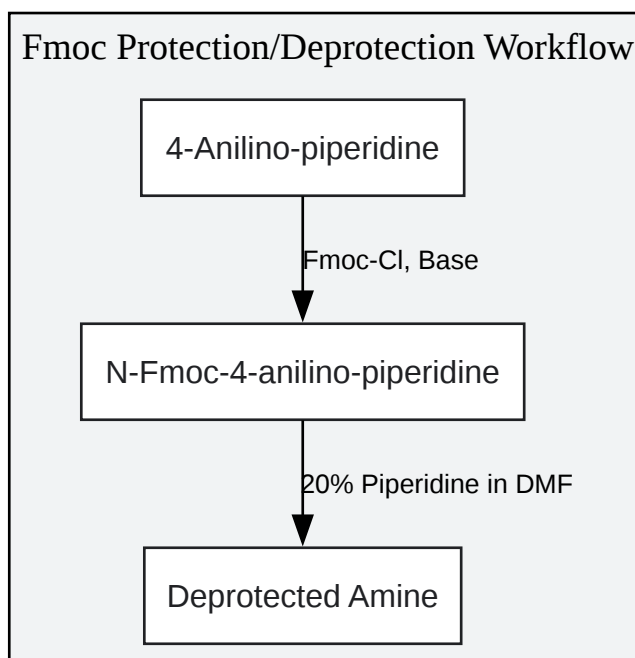 Fmoc Protection/Deprotection Workflow
4-Anilino-piperidine
Fmoc-Cl, Base
N-Fmoc-4-anilino-piperidine
20% Piperidine in DMF
Deprotected Amine